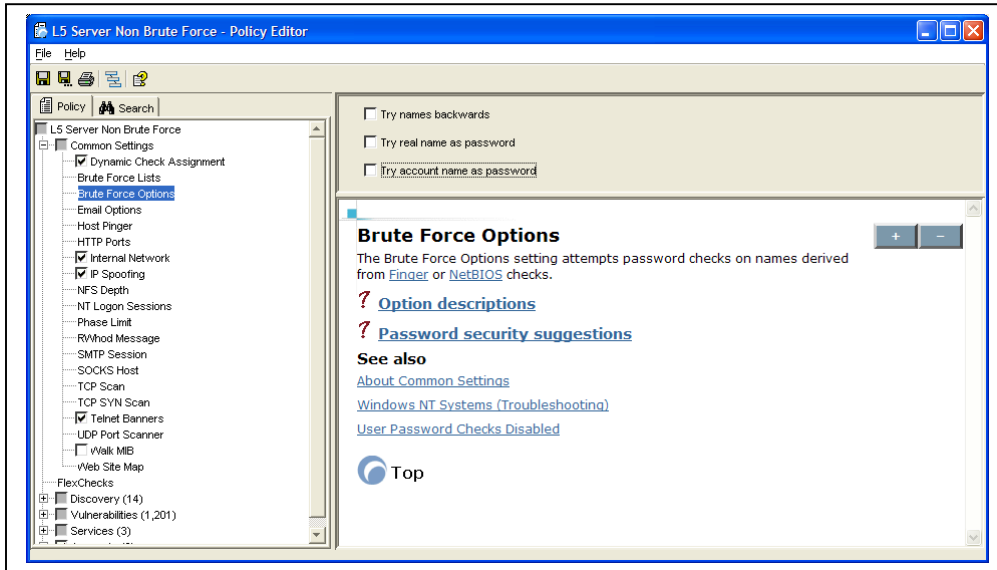 L5 Server Non Brute Force - Policy Editor
File Help
Policy Search
L5 Server Non Brute Force
Common Settings
Dynamic Check Assignment
Brute Force Lists
Brute Force Options
Email Options
Host Pinger
HTTP Ports
Internal Network
IP Spoofing
NFS Depth
NT Logon Sessions
Phase Limit
RWhod Message
SMTP Session
SOCKS Host
TCP Scan
TCP SYN Scan
Telnet Banners
UDP Port Scanner
Walk MIB
Web Site Map
FlexChecks
Discovery (14)
Vulnerabilities (1,201)
Services (3)
Try names backwards
Try real name as password
Try account name as password
Brute Force Options
+ –
The Brute Force Options setting attempts password checks on names derived
from Finger or NetBIOS checks.
? Option descriptions
? Password security suggestions
See also
About Common Settings
Windows NT Systems (Troubleshooting)
User Password Checks Disabled
Top